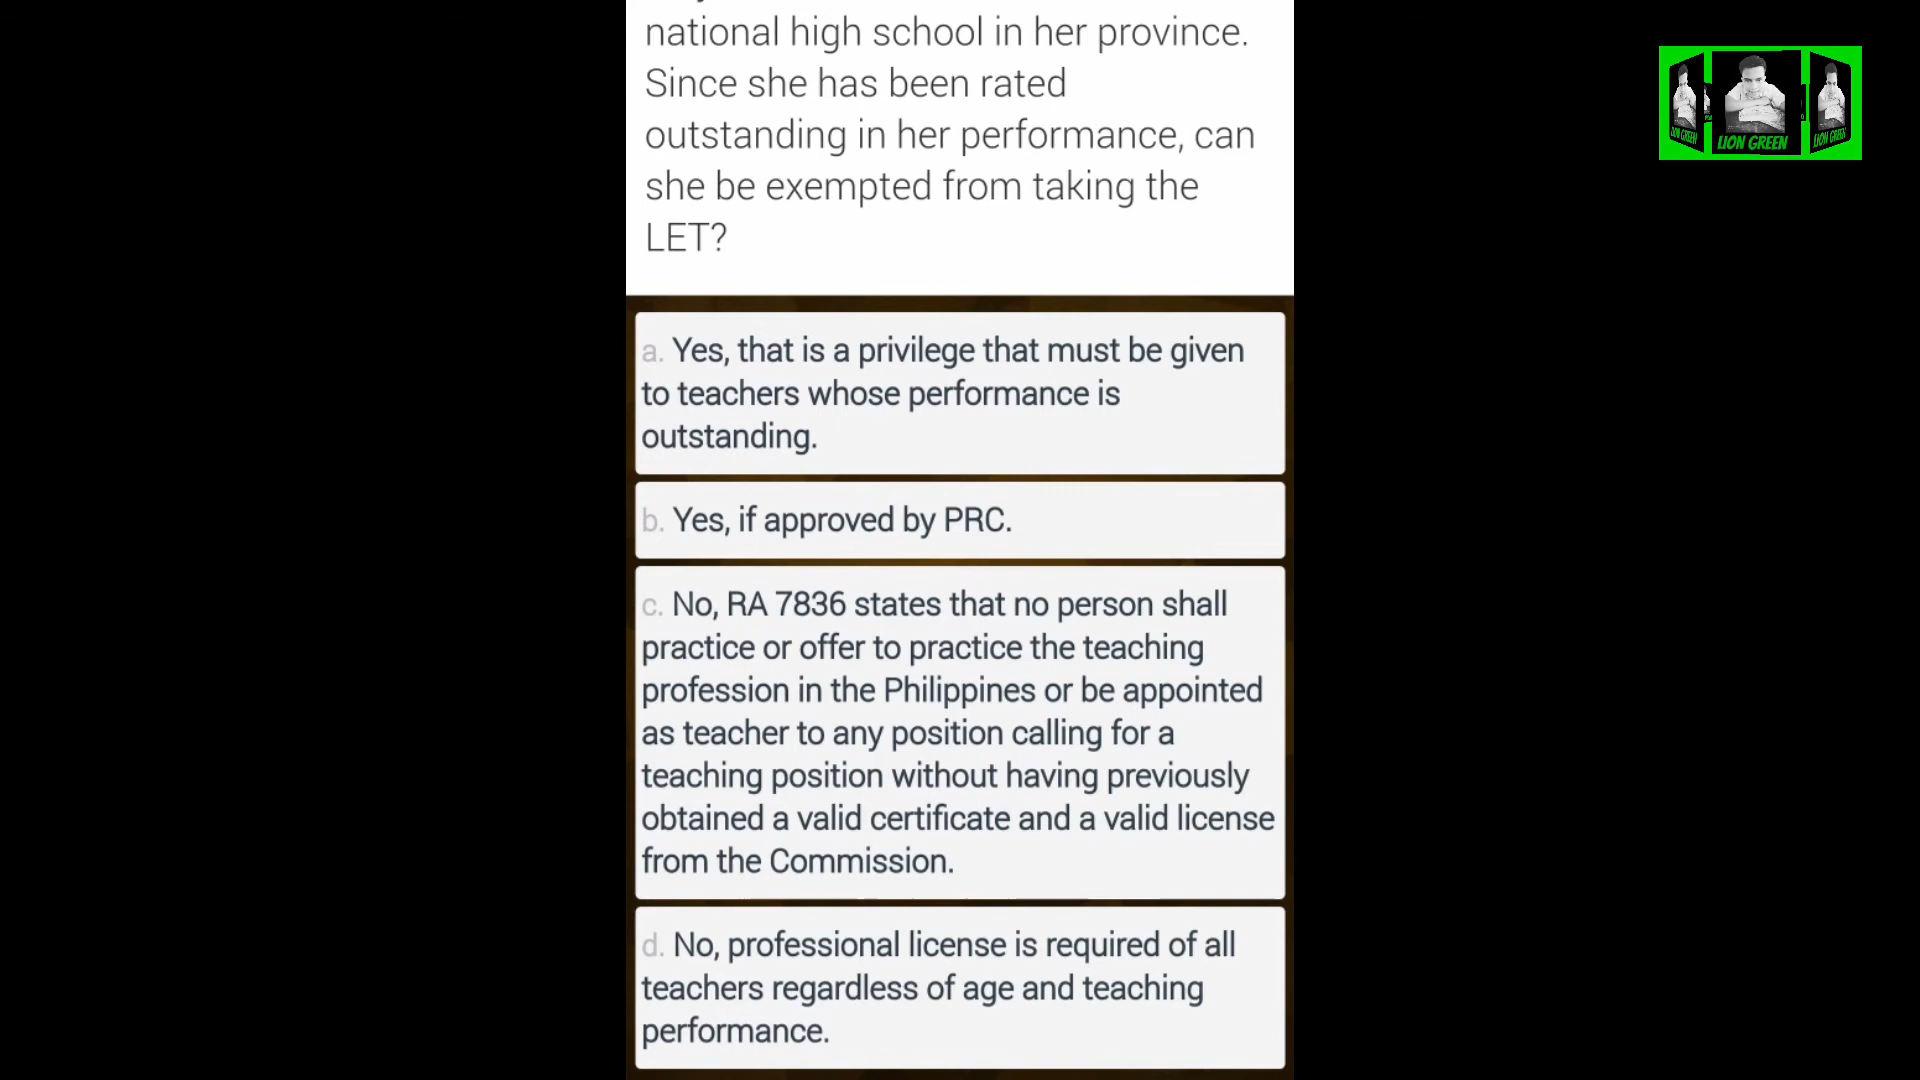 national high school in her province.
Since she has been rated
outstanding in her performance, can
she be exempted from taking the
LET?
a. Yes, that is a privilege that must be given
to teachers whose performance is
outstanding.
b. Yes, if approved by PRC.
c. No, RA 7836 states that no person shall
practice or offer to practice the teaching
profession in the Philippines or be appointed
as teacher to any position calling for a
teaching position without having previously
obtained a valid certificate and a valid license
from the Commission.
d. No, professional license is required of all
teachers regardless of age and teaching
performance.
LION GREEN
LION GREEN
LION GREEN